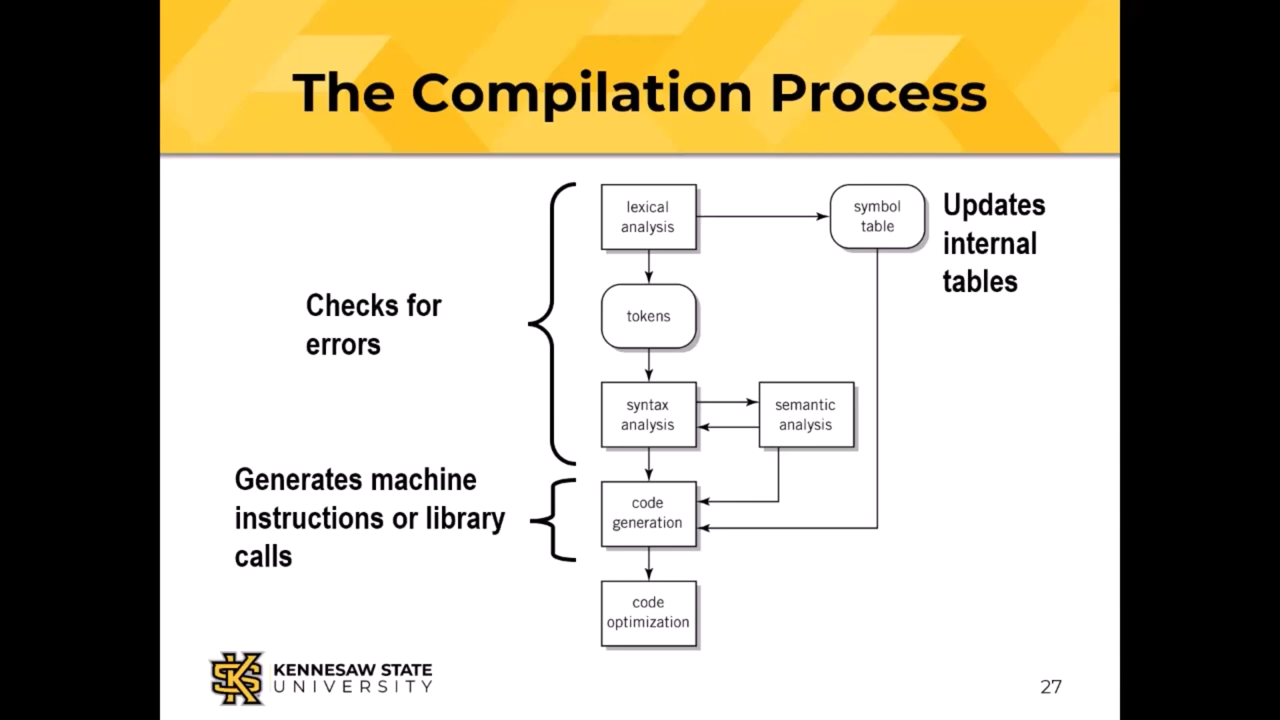 The Compilation Process
lexical
analysis
symbol
table
Updates
internal
tables
Checks for
errors
tokens
syntax
analysis
semantic
analysis
Generates machine
instructions or library
calls
code
generation
code
optimization
KENNESAW STATE
UNIVERSITY
27